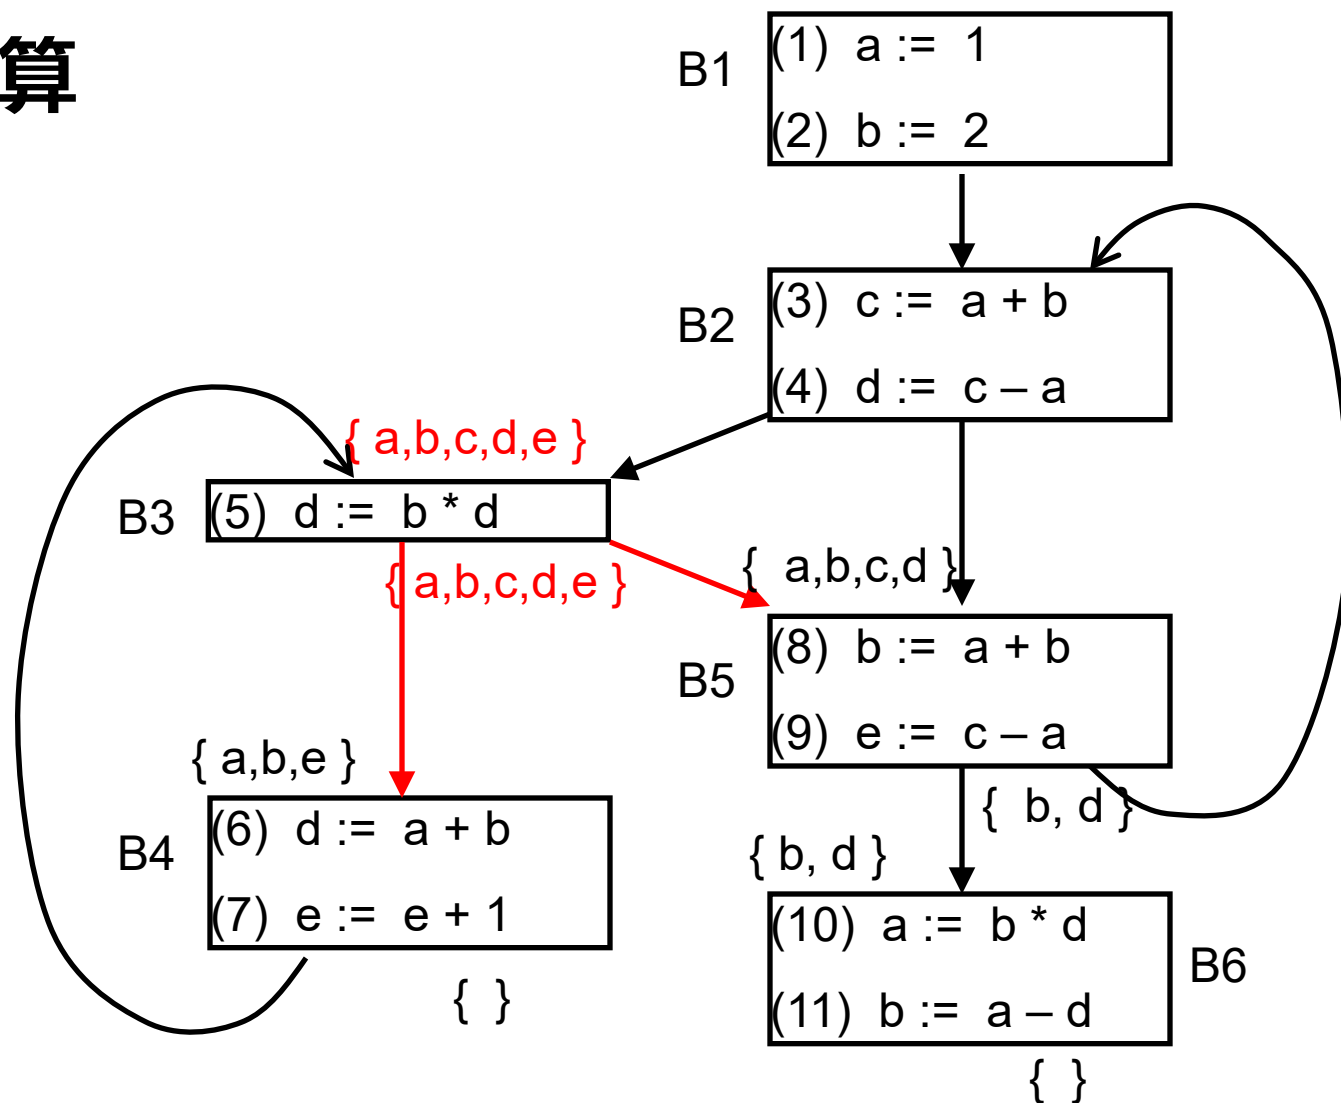 算
B1
(1) a := 1
(2) b := 2
B2
(3) c := a + b
(4) d := c – a
{ a,b,c,d,e }
B3
(5) d := b * d
{ a,b,c,d,e }
{ a,b,c,d }
B5
(8) b := a + b
(9) e := c – a
{ a,b,e }
{ b, d }
B4
(6) d := a + b
(7) e := e + 1
{ }
{ b, d }
(10) a := b * d
(11) b := a – d
B6
{ }